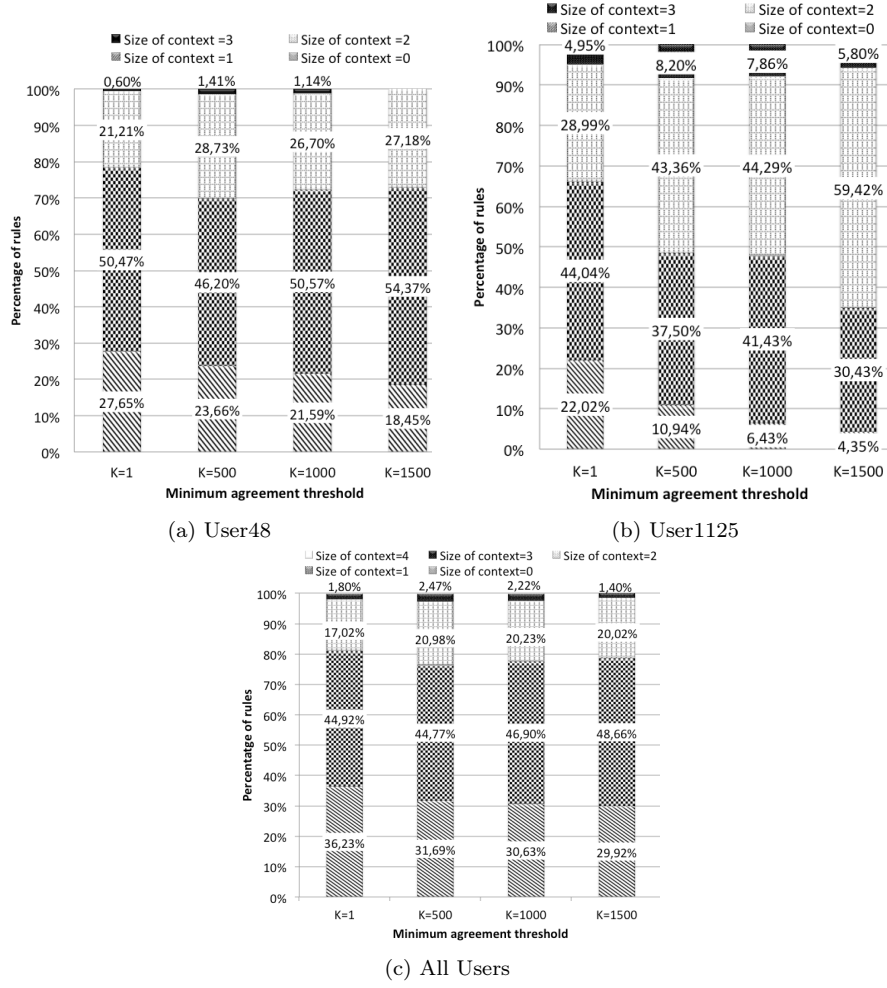 Size of context =3 Size of context =2
Size of context =1 Size of context =0
100%
90%
80%
70%
60%
50%
40%
30%
20%
10%
0%
Percentage of rules
0,60% 1,41% 1,14%
21,21% 28,73% 26,70% 27,18%
50,47% 46,20% 50,57% 54,37%
27,65% 23,66% 21,59% 18,45%
K=1 K=500 K=1000 K=1500
Minimum agreement threshold
(a) User48
Size of context=3 Size of context=2
Size of context=1 Size of context=0
100%
90%
80%
70%
60%
50%
40%
30%
20%
10%
0%
Percentage of rules
4,95% 8,20% 7,86% 5,80%
28,99% 43,36% 44,29% 59,42%
44,04% 37,50% 41,43% 30,43%
22,02% 10,94% 6,43% 4,35%
K=1 K=500 K=1000 K=1500
Minimum agreement threshold
(b) User1125
Size of context=4 Size of context=3 Size of context=2
Size of context=1 Size of context=0
100%
90%
80%
70%
60%
50%
40%
30%
20%
10%
0%
Percentatge of rules
1,80% 2,47% 2,22% 1,40%
17,02% 20,98% 20,23% 20,02%
44,92% 44,77% 46,90% 48,66%
36,23% 31,69% 30,63% 29,92%
K=1 K=500 K=1000 K=1500
Minimum agreement threshold
(c) All Users